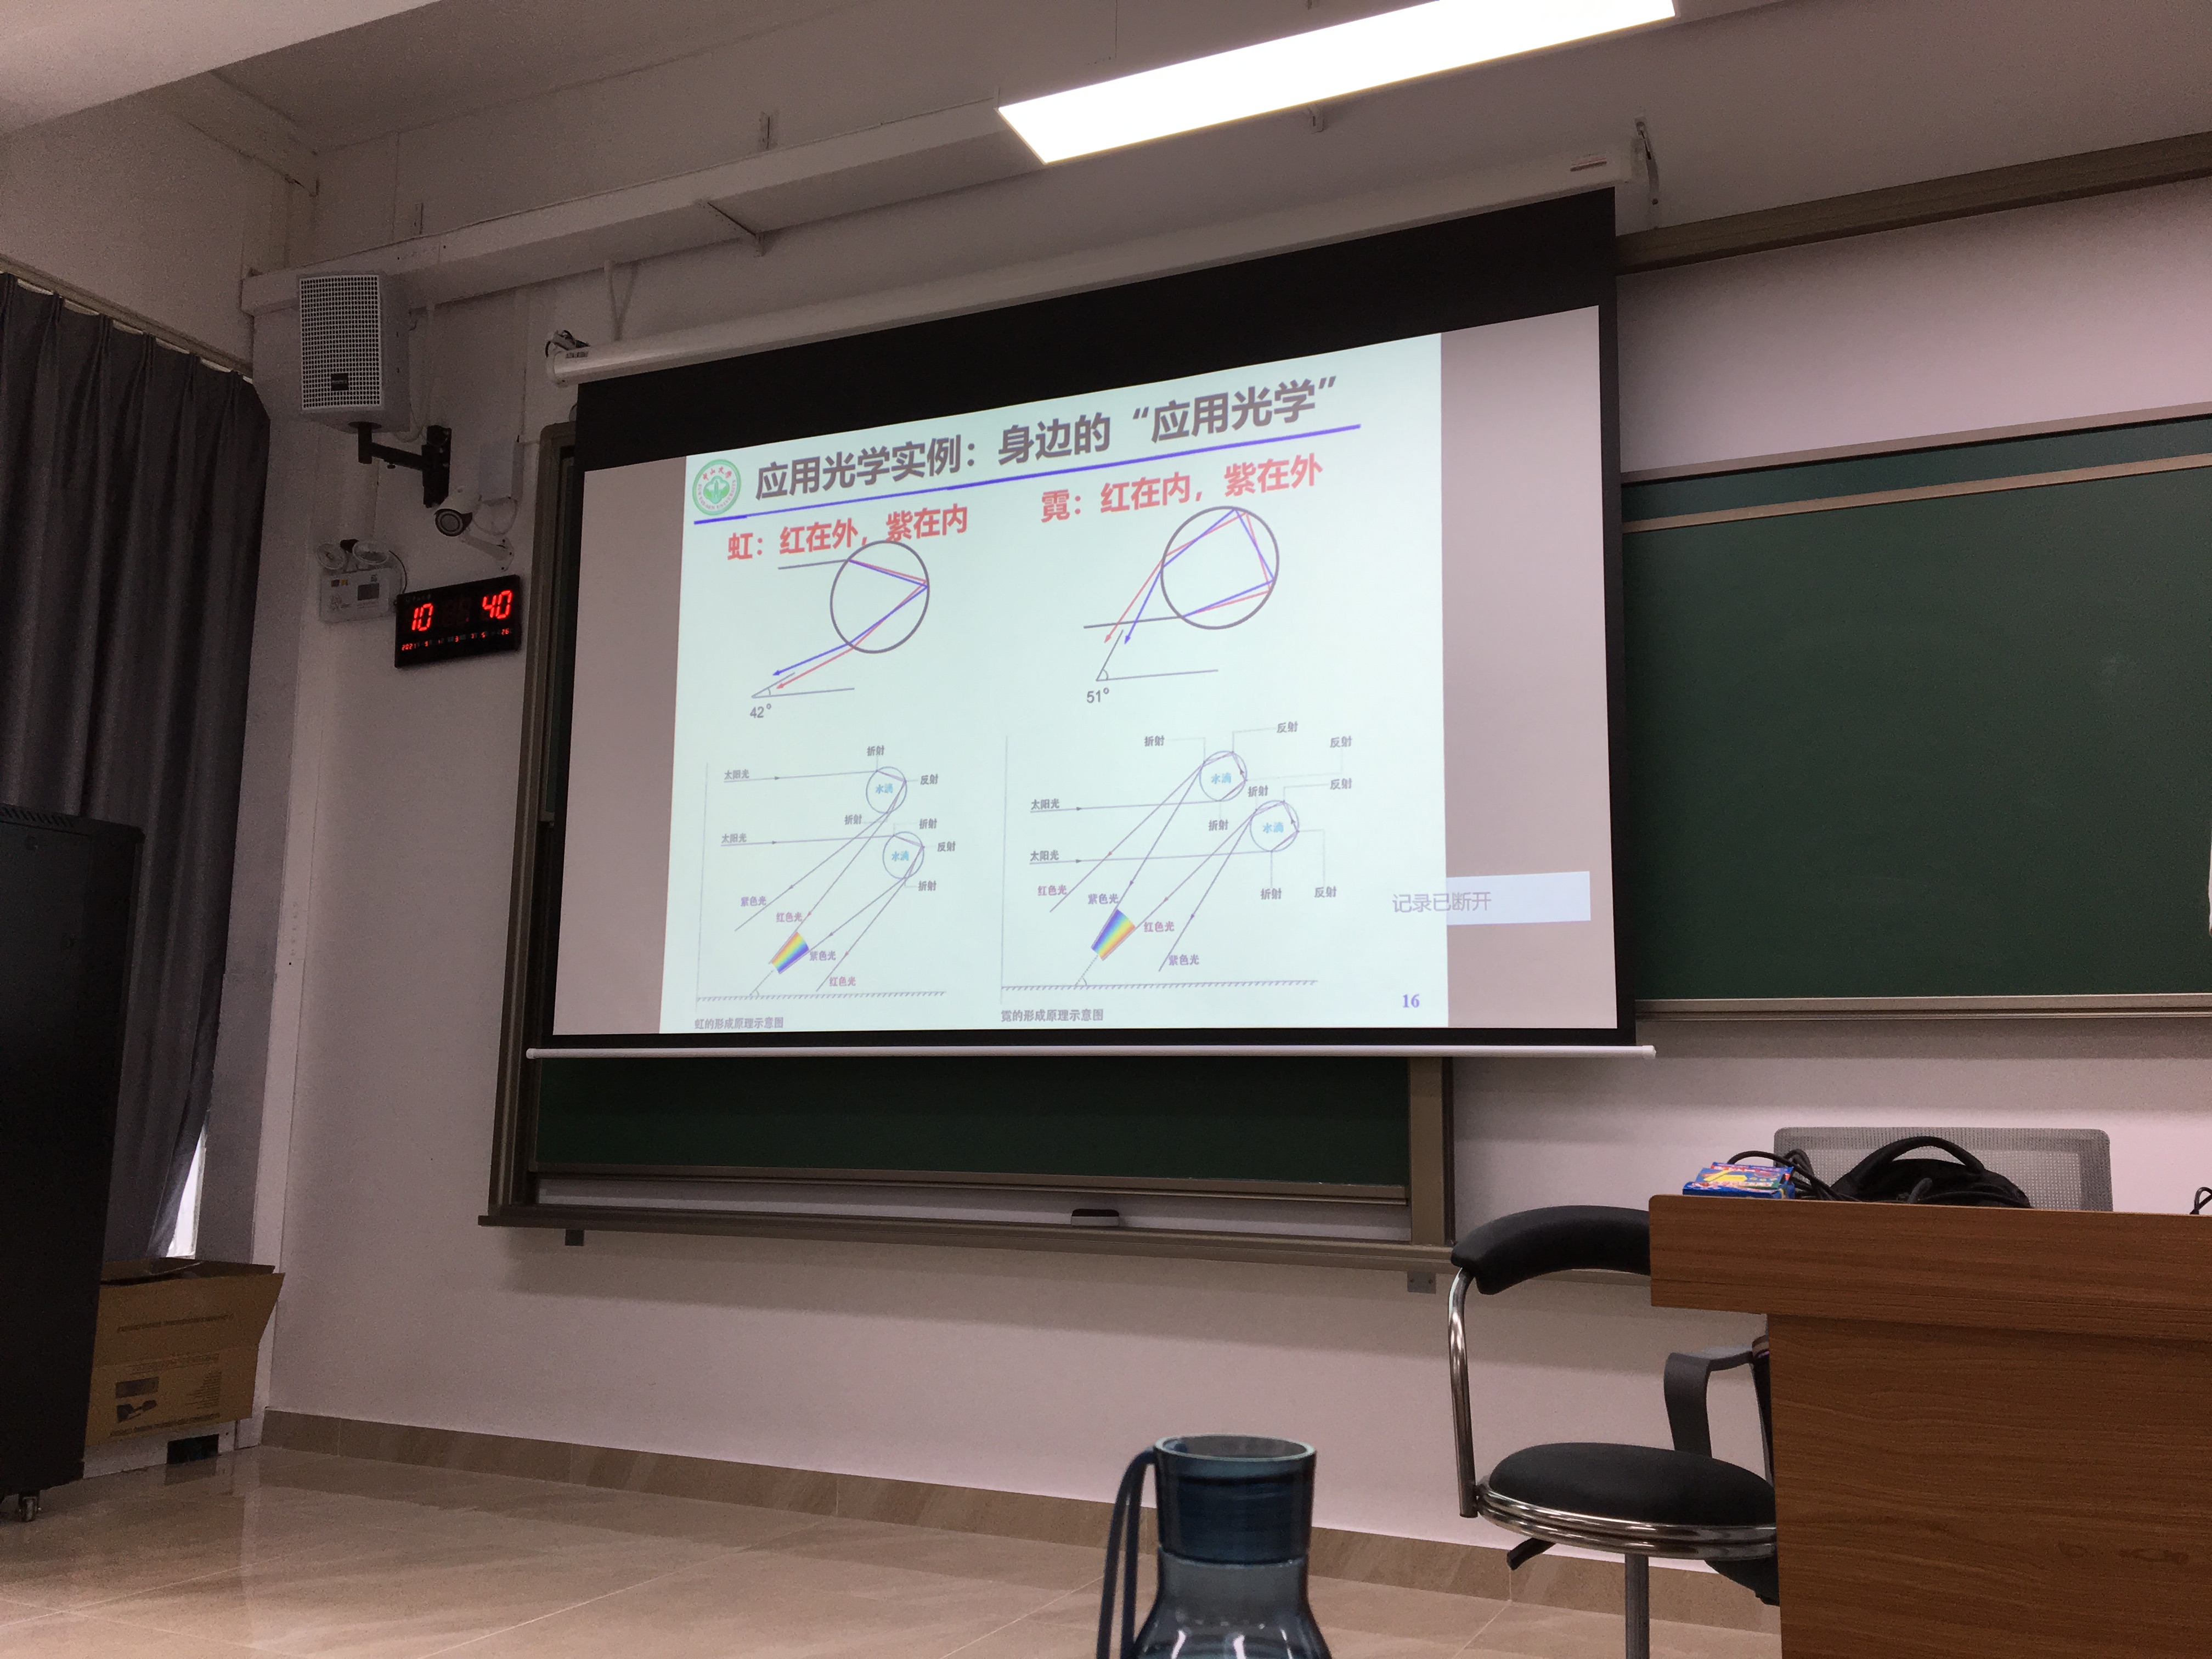 应用光学实例：身边的“应用光学”
虹：红在外，紫在内
霓：红在内，紫在外
42°
51°
折射
太阳光
水滴
反射
折射
折射
太阳光
水滴
反射
折射
紫色光
红色光
紫色光
红色光
虹的形成原理示意图
折射
反射
反射
水滴
折射
反射
太阳光
折射
水滴
太阳光
红色光
紫色光
折射
反射
红色光
紫色光
霓的形成原理示意图
记录已断开
16
10 40